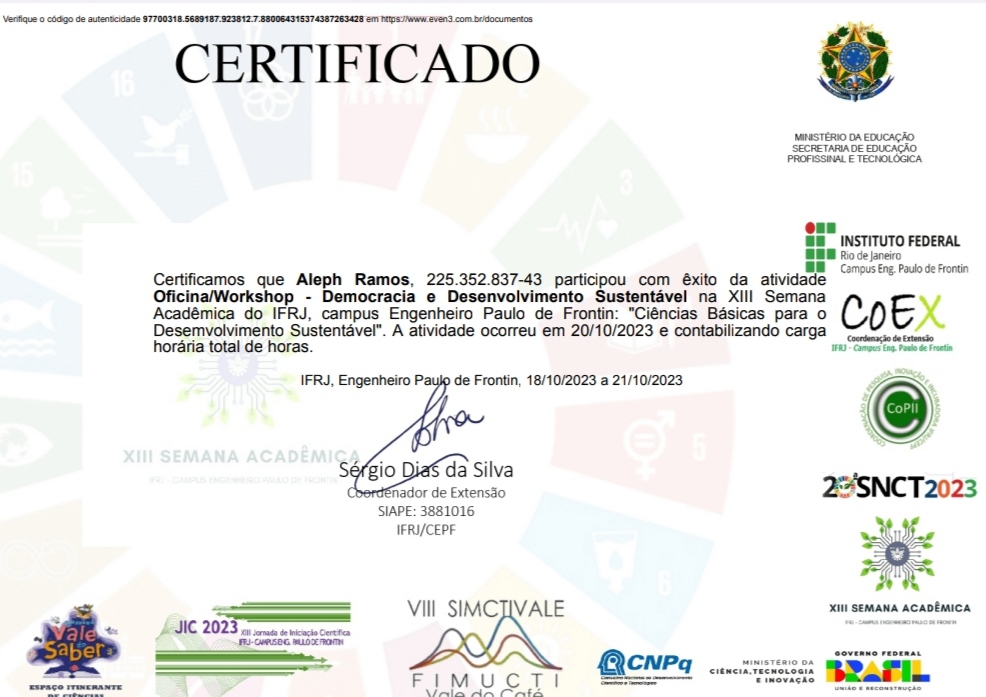 Verifique o código de autenticidade 97700318.5689187.923812.7.880064315374387263428 em https://www.even3.com.br/documentos
CERTIFICADO
MINISTÉRIO DA EDUCAÇÃO
SECRETARIA DE EDUCAÇÃO
PROFISSINAL E TECNOLÓGICA
16
15
3
INSTITUTO FEDERAL
Rio de Janeiro
Campus Eng. Paulo de Frontin
Certificamos que Aleph Ramos, 225.352.837-43 participou com êxito da atividade
Oficina/Workshop - Democracia e Desenvolvimento Sustentável na XIII Semana
Acadêmica do IFRJ, campus Engenheiro Paulo de Frontin: "Ciências Básicas para o
Desemvolvimento Sustentável". A atividade ocorreu em 20/10/2023 e contabilizando carga
horária total de horas.
CoEX
Coordenação de Extensão
IFRJ - Campus Eng. Paulo de Frontin
IFRJ, Engenheiro Paulo de Frontin, 18/10/2023 a 21/10/2023
CoPII
5
XIII SEMANA ACADÊMICA
IFRJ - CAMPUS ENGENHEIRO PAULO DE FRONTIN
Sérgio Dias da Silva
Coordenador de Extensão
SIAPE: 3881016
IFRJ/CEPF
20ª SNCT2023
6
XIII SEMANA ACADÊMICA
IFRJ - CAMPUS ENGENHEIRO PAULO DE FRONTIN
Vale do Saber
ESPAÇO ITINERANTE
DE CIÊNCIAS
JIC 2023 XIII Jornada de Iniciação Científica
IFRJ - CAMPUS ENG. PAULO DE FRONTIN
VIII SIMCTIVALE
FIMUCTI
Vale do Café
CNPq
Conselho Nacional de Desenvolvimento
Científico e Tecnológico
MINISTÉRIO DA
CIÊNCIA, TECNOLOGIA
E INOVAÇÃO
GOVERNO FEDERAL
BRASIL
UNIÃO E RECONSTRUÇÃO